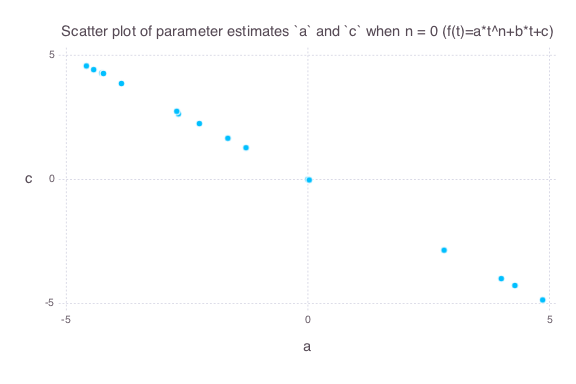 Scatter plot of parameter estimates `a` and `c` when n = 0 (f(t)=a*t^n+b*t+c)
5
c
0
-5
-5
0
5
a